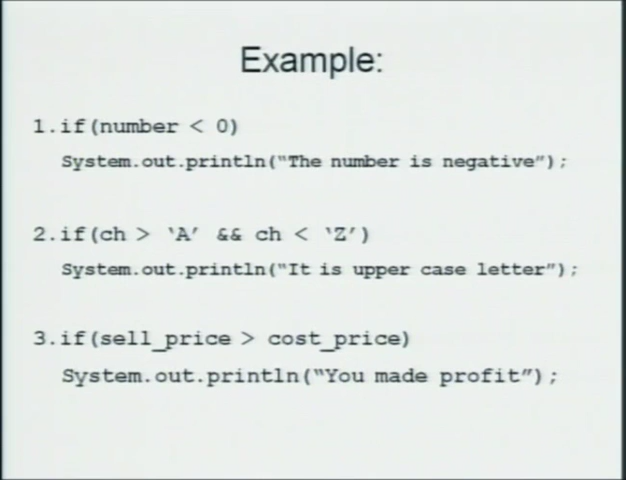 Example:
1.if(number < 0)
System.out.println(“The number is negative”);
2.if(ch > ‘A’ && ch < ‘Z’)
System.out.println(“It is upper case letter”);
3.if(sell_price > cost_price)
System.out.println(“You made profit”);